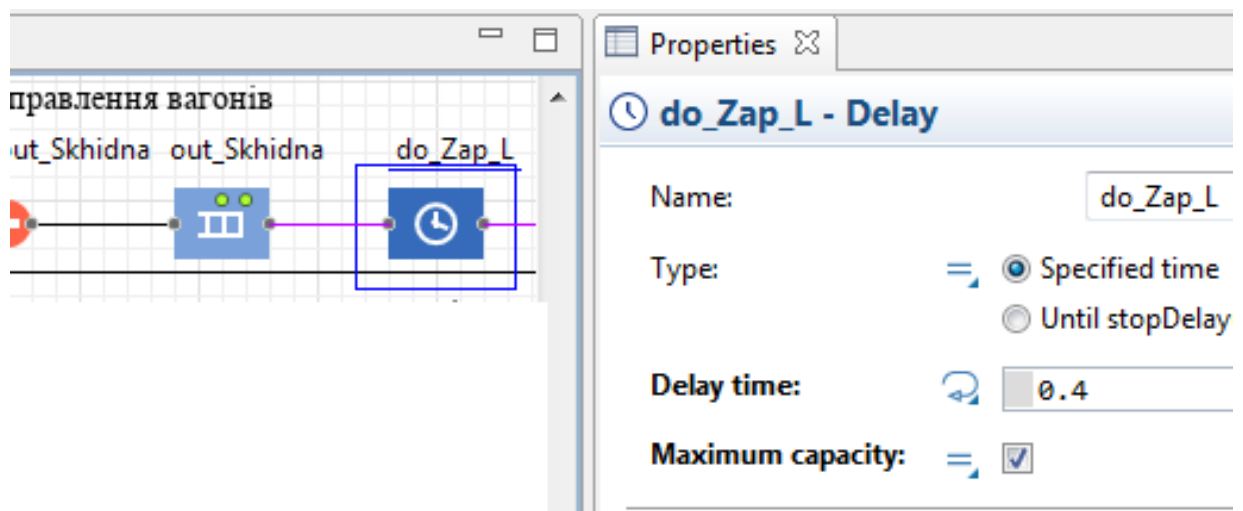 правлення вагонів
ut_Skhidna out_Skhidna do_Zap_L
Properties
do_Zap_L - Delay
Name: do_Zap_L
Type: Specified time
Until stopDelay
Delay time: 0.4
Maximum capacity: